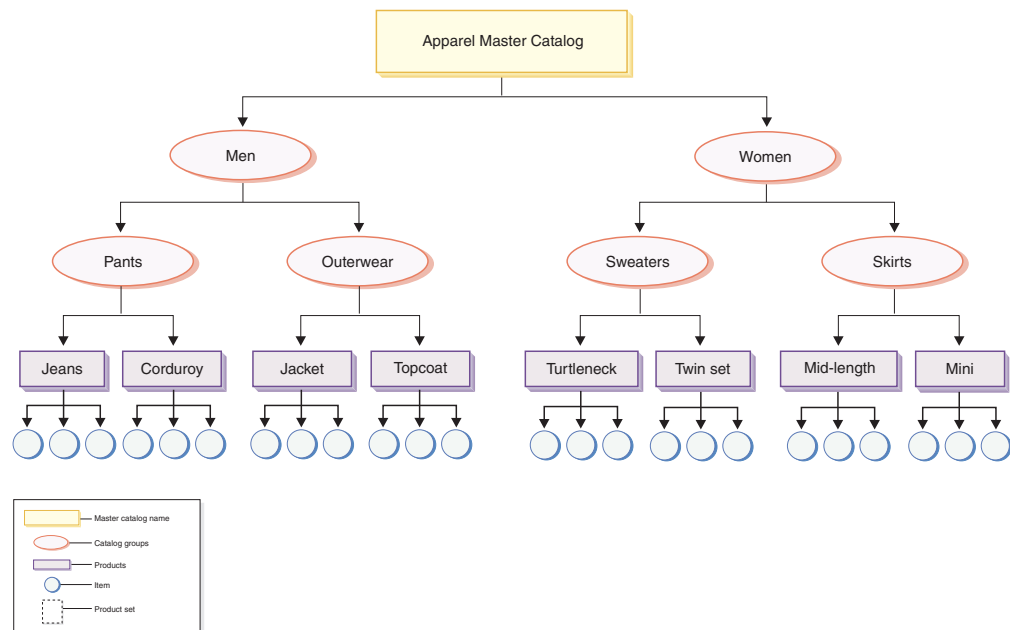 Apparel Master Catalog
Men
Women
Pants
Outerwear
Sweaters
Skirts
Jeans
Corduroy
Jacket
Topcoat
Turtleneck
Twin set
Mid-length
Mini
Master catalog name
Catalog groups
Products
Item
Product set